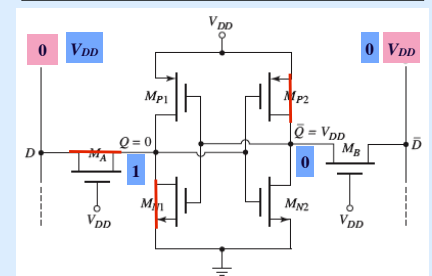 V_DD
0 V_DD
0 V_DD
M_P1
M_P2
Q = 0
Q̄ = V_DD
D
M_A
M_B
D̄
1
0
M_N1
M_N2
V_DD
V_DD